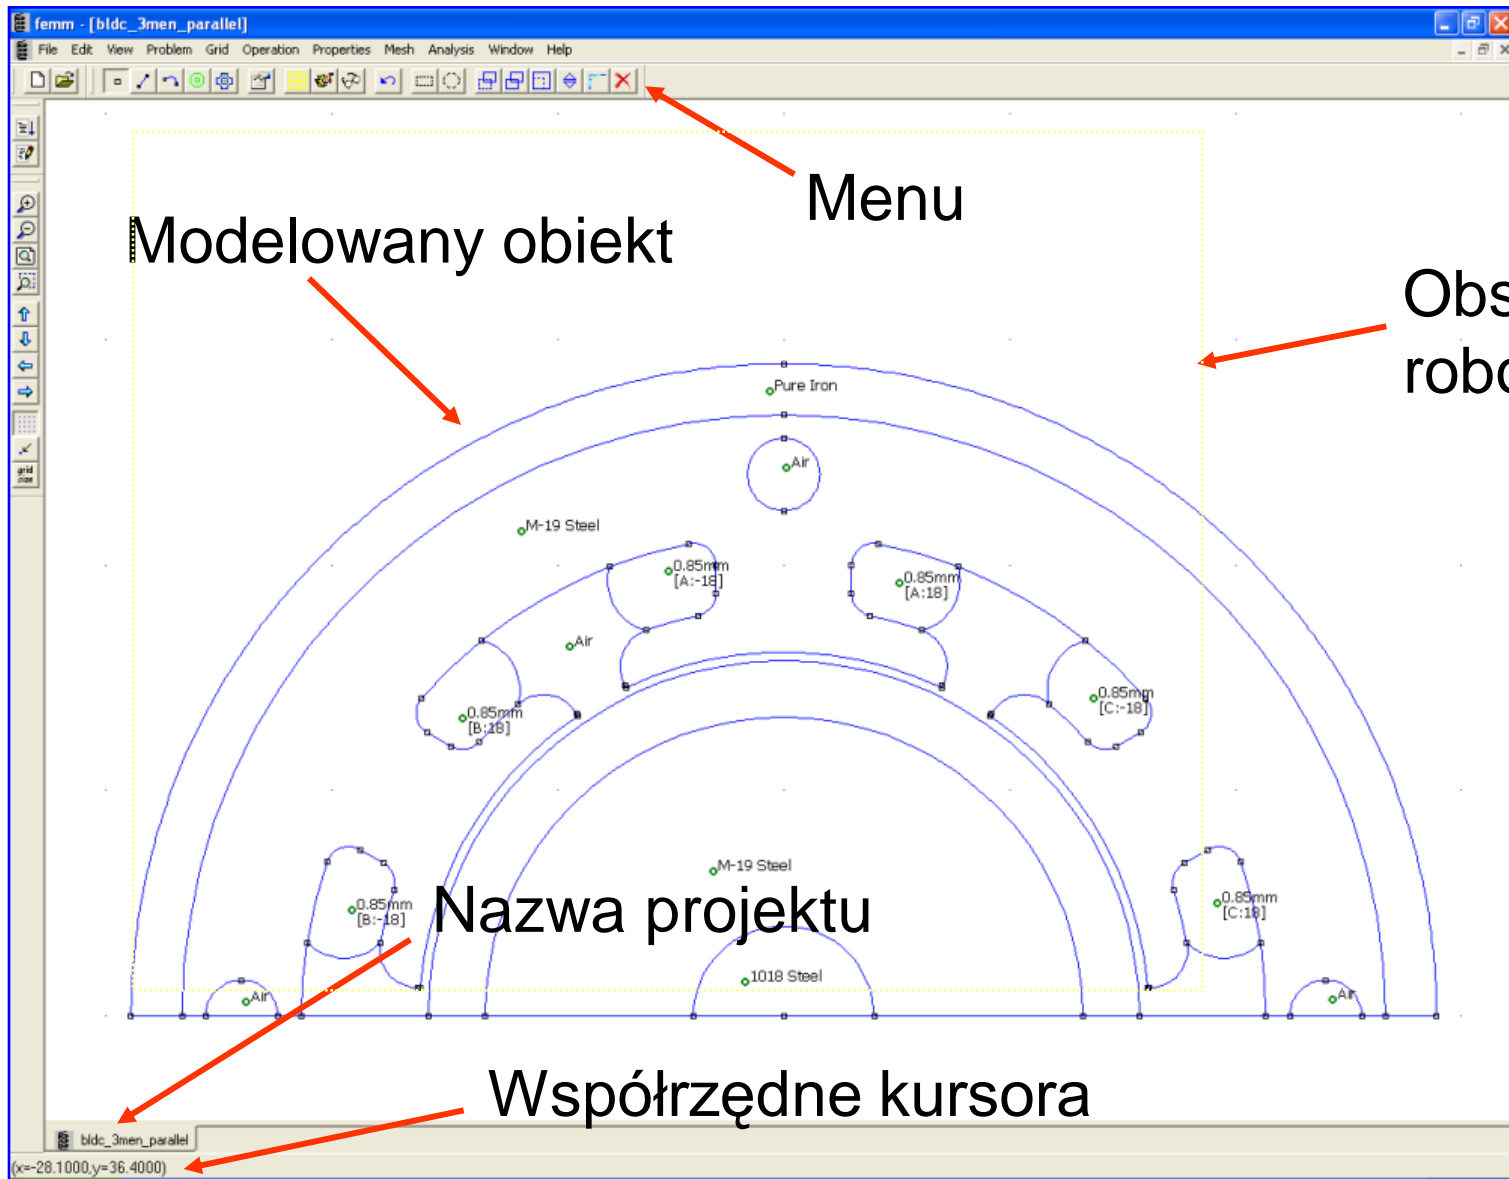 femm - [bldc_3men_parallel]
File Edit View Problem Grid Operation Properties Mesh Analysis Window Help
Menu
Modelowany obiekt
Pure Iron
Air
M-19 Steel
0.85mm
[A:-18]
0.85mm
[A:18]
Air
0.85mm
[B:18]
0.85mm
[C:-18]
M-19 Steel
0.85mm
[B:-18]
Nazwa projektu
0.85mm
[C:18]
1018 Steel
Air
Air
Współrzędne kursora
bldc_3men_parallel
(x=-28.1000,y=36.4000)
grid
size